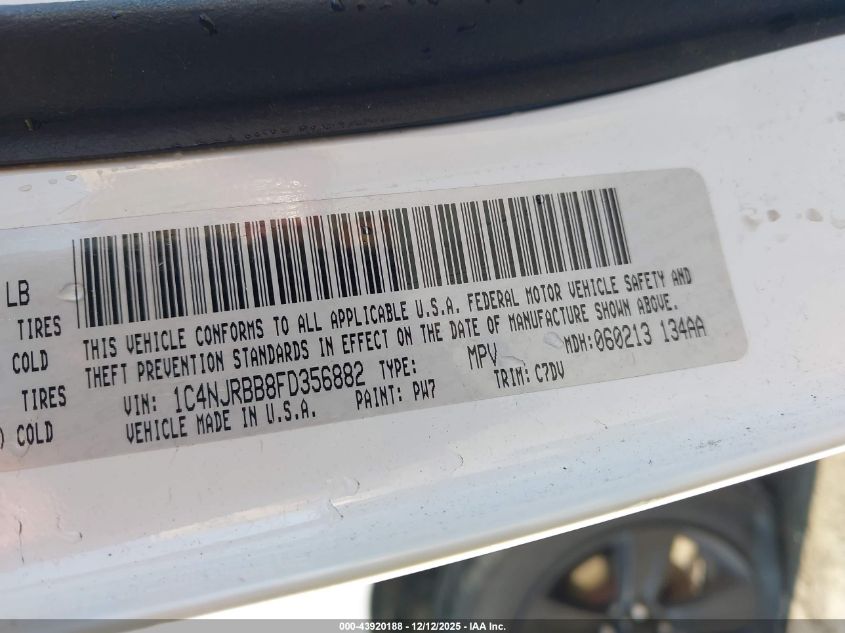 LB
TIRES
COLD
TIRES
) COLD
THIS VEHICLE CONFORMS TO ALL APPLICABLE U.S.A. FEDERAL MOTOR VEHICLE SAFETY AND
THEFT PREVENTION STANDARDS IN EFFECT ON THE DATE OF MANUFACTURE SHOWN ABOVE.
VIN: 1C4NJRBB8FD356882 TYPE: MPV MDH:060213 134AA
VEHICLE MADE IN U.S.A. PAINT: PW7 TRIM: C7DV
000-43920188 - 12/12/2025 - IAA Inc.